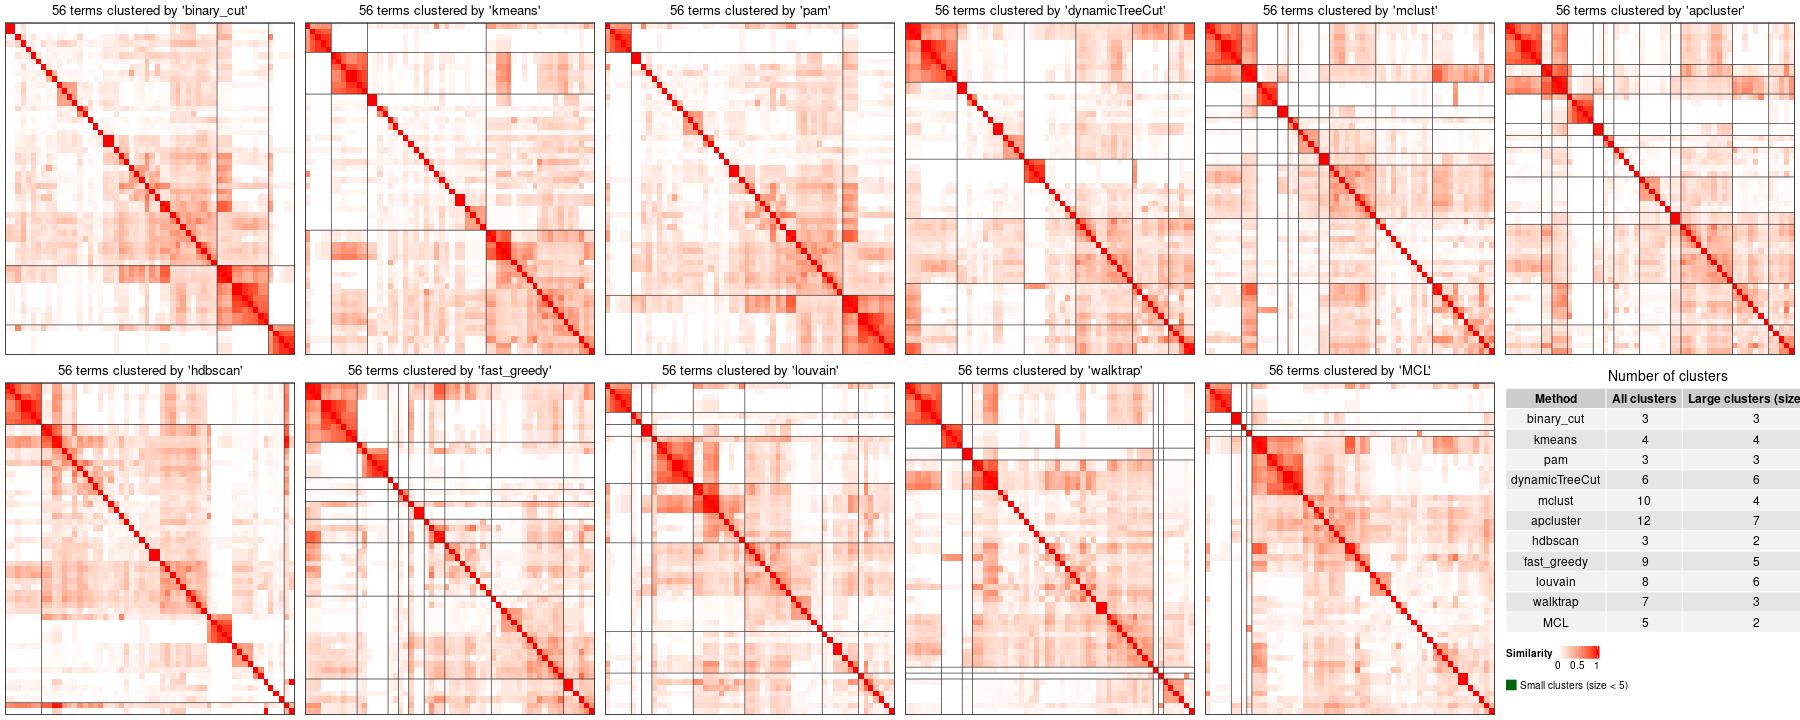 56 terms clustered by 'binary_cut'
56 terms clustered by 'kmeans'
56 terms clustered by 'pam'
56 terms clustered by 'dynamicTreeCut'
56 terms clustered by 'mclust'
56 terms clustered by 'apcluster'
56 terms clustered by 'hdbscan'
56 terms clustered by 'fast_greedy'
56 terms clustered by 'louvain'
56 terms clustered by 'walktrap'
56 terms clustered by 'MCL'
Number of clusters
Method All clusters Large clusters (size
binary_cut 3 3
kmeans 4 4
pam 3 3
dynamicTreeCut 6 6
mclust 10 4
apcluster 12 7
hdbscan 3 2
fast_greedy 9 5
louvain 8 6
walktrap 7 3
MCL 5 2
Similarity
0 0.5 1
Small clusters (size < 5)